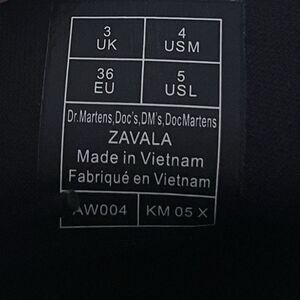 3 4
UK USM
36 5
EU USL
Dr.Martens,Doc's,DM's,DocMartens
ZAVALA
Made in Vietnam
Fabriqué en Vietnam
AW004 KM 05 X